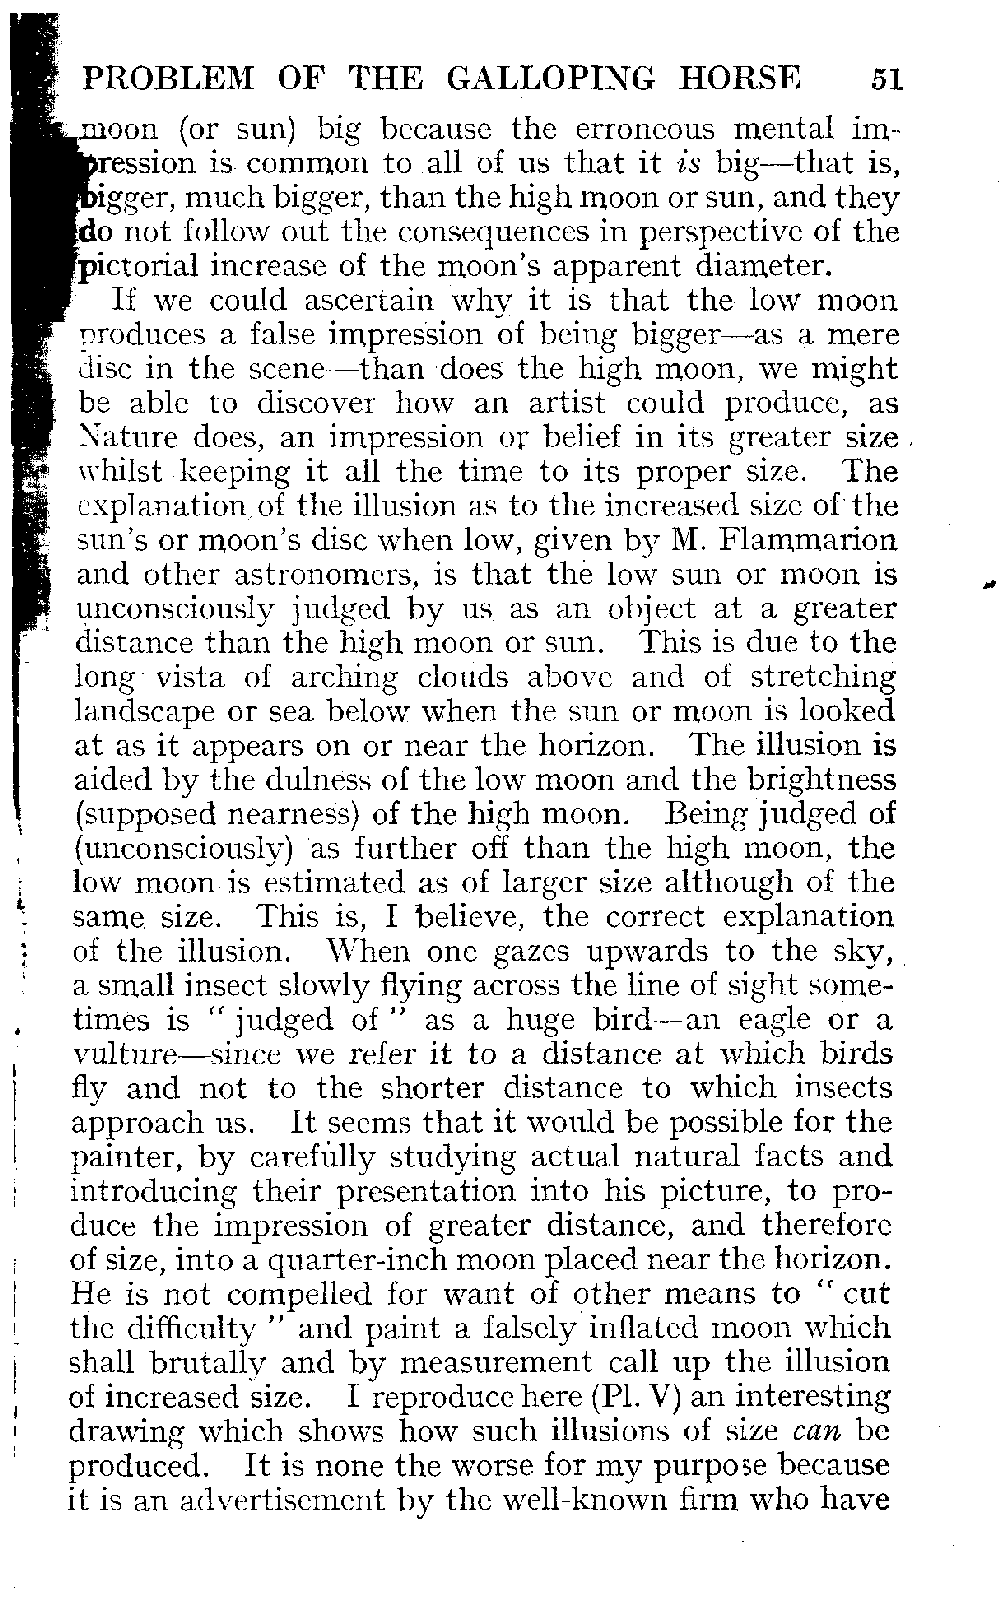 PROBLEM OF THE GALLOPING HORSE 51
moon (or sun) big because the erroneous mental im-
pression is common to all of us that it is big—that is,
bigger, much bigger, than the high moon or sun, and they
do not follow out the consequences in perspective of the
pictorial increase of the moon's apparent diameter.
If we could ascertain why it is that the low moon
produces a false impression of being bigger—as a mere
disc in the scene—than does the high moon, we might
be able to discover how an artist could produce, as
Nature does, an impression or belief in its greater size
whilst keeping it all the time to its proper size. The
explanation of the illusion as to the increased size of the
sun's or moon's disc when low, given by M. Flammarion
and other astronomers, is that the low sun or moon is
unconsciously judged by us as an object at a greater
distance than the high moon or sun. This is due to the
long vista of arching clouds above and of stretching
landscape or sea below when the sun or moon is looked
at as it appears on or near the horizon. The illusion is
aided by the dulness of the low moon and the brightness
(supposed nearness) of the high moon. Being judged of
(unconsciously) as further off than the high moon, the
low moon is estimated as of larger size although of the
same size. This is, I believe, the correct explanation
of the illusion. When one gazes upwards to the sky,
a small insect slowly flying across the line of sight some-
times is " judged of " as a huge bird—an eagle or a
vulture—since we refer it to a distance at which birds
fly and not to the shorter distance to which insects
approach us. It seems that it would be possible for the
painter, by carefully studying actual natural facts and
introducing their presentation into his picture, to pro-
duce the impression of greater distance, and therefore
of size, into a quarter-inch moon placed near the horizon.
He is not compelled for want of other means to " cut
the difficulty " and paint a falsely inflated moon which
shall brutally and by measurement call up the illusion
of increased size. I reproduce here (Pl. V) an interesting
drawing which shows how such illusions of size can be
produced. It is none the worse for my purpose because
it is an advertisement by the well-known firm who have